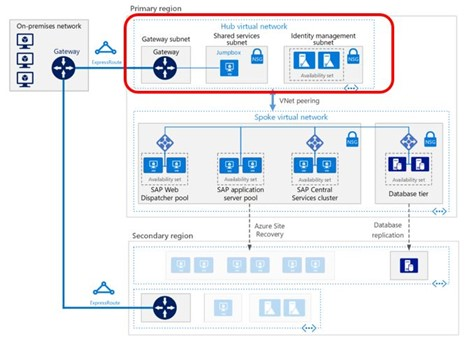 On-premises network
Gateway
ExpressRoute
Primary region
Hub virtual network
Gateway subnet
Gateway
Shared services
subnet
Jumpbox
NSG
Identity management
subnet
Availability set
NSG
VNet peering
Spoke virtual network
NSG
NSG
Availability set
Availability set
Availability set
Availability set
SAP Web
Dispatcher pool
SAP application
server pool
SAP Central
Services cluster
Database tier
Azure Site
Recovery
Database
replication
Secondary region
ExpressRoute